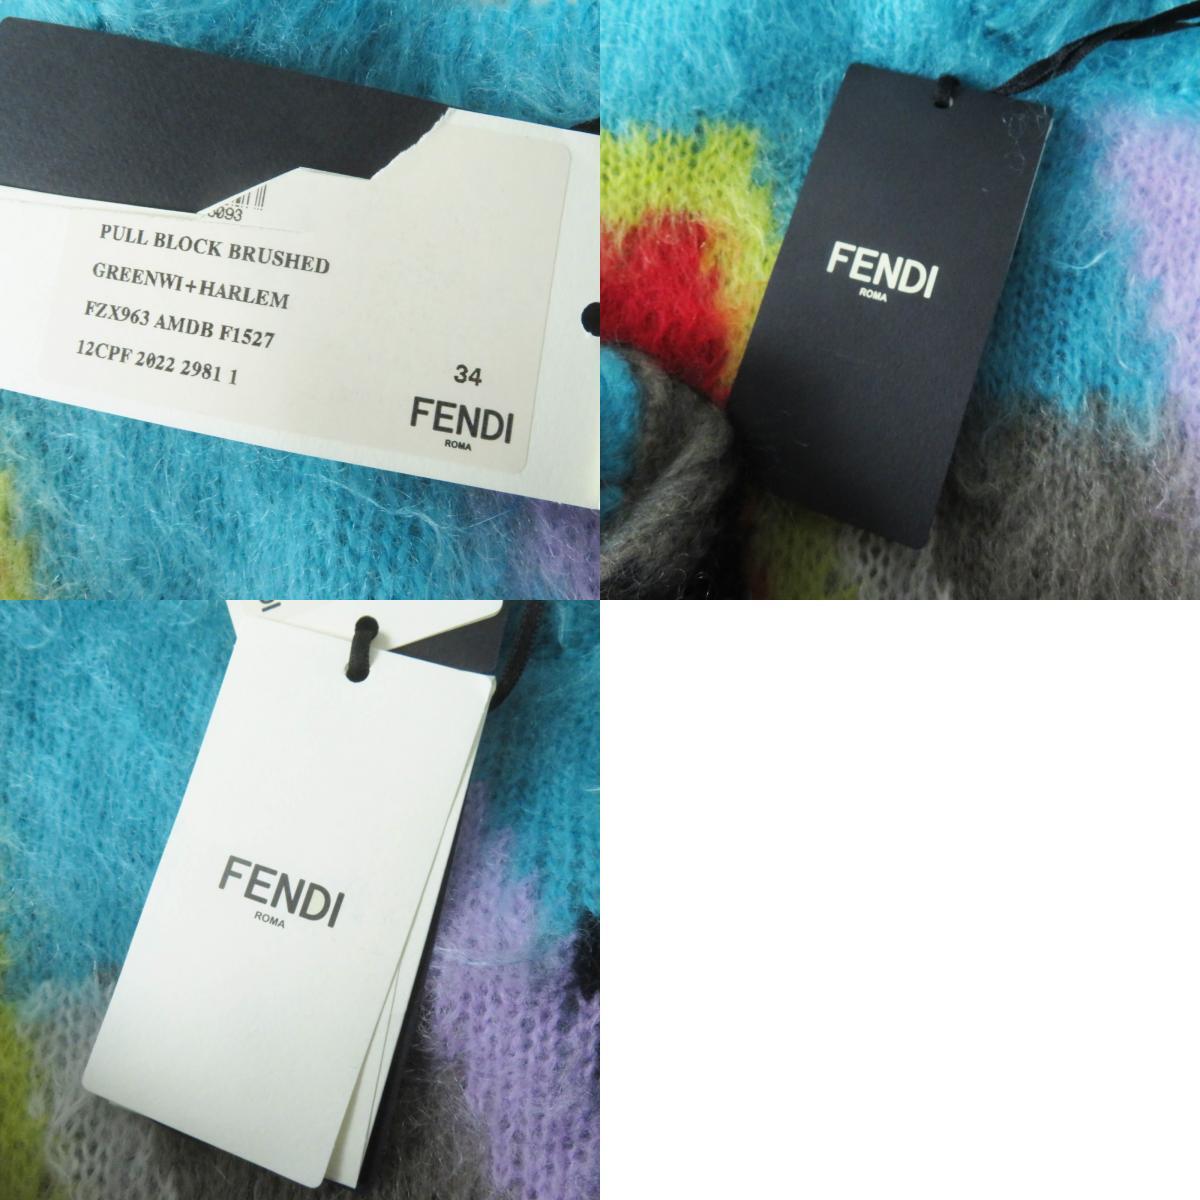 PULL BLOCK BRUSHED
GREENWI+HARLEM
FZX963 AMDB F1527
12CPF 2022 2981 1
34
FENDI
ROMA
FENDI
ROMA
FENDI
ROMA